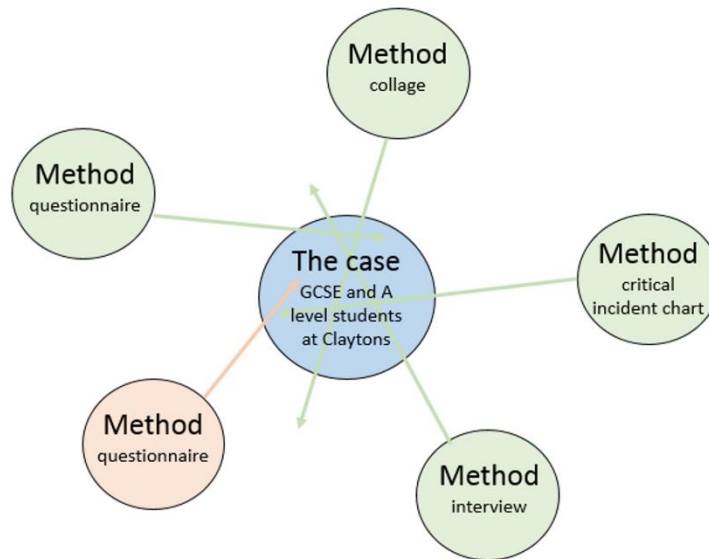 Method
collage
Method
questionnaire
The case
GCSE and A
level students
at Claytons
Method
critical
incident chart
Method
questionnaire
Method
interview